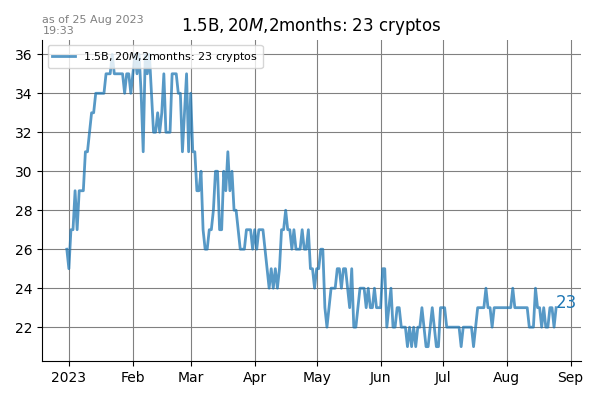 as of 25 Aug 2023
19:33
1.5B, 20M,2months: 23 cryptos
1.5B, 20M,2months: 23 cryptos
36
34
32
30
28
26
24
22
23
2023 Feb Mar Apr May Jun Jul Aug Sep